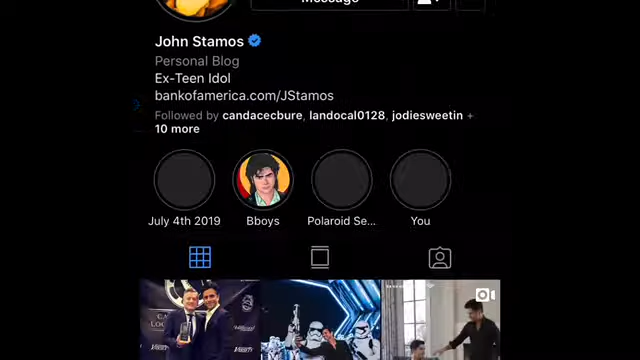 Message
John Stamos
Personal Blog
Ex-Teen Idol
bankofamerica.com/JStamos
Followed by candacecbure, landocal0128, jodiesweetin +
10 more
July 4th 2019
Bboys
Polaroid Se...
You
VARIETY